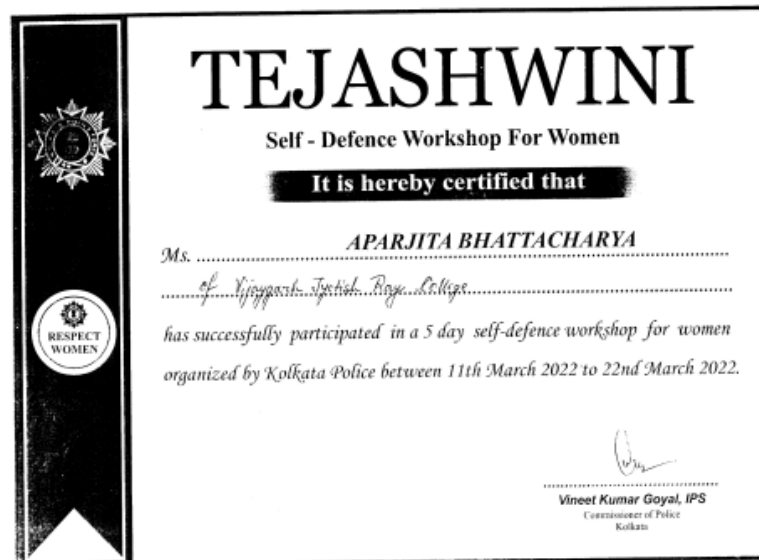 TEJASHWINI
Self - Defence Workshop For Women
It is hereby certified that
Ms. APARJITA BHATTACHARYA
of Vijoygarh Jyotish Roy College
has successfully participated in a 5 day self-defence workshop for women
organized by Kolkata Police between 11th March 2022 to 22nd March 2022.
RESPECT
WOMEN
Vineet Kumar Goyal, IPS
Commissioner of Police
Kolkata